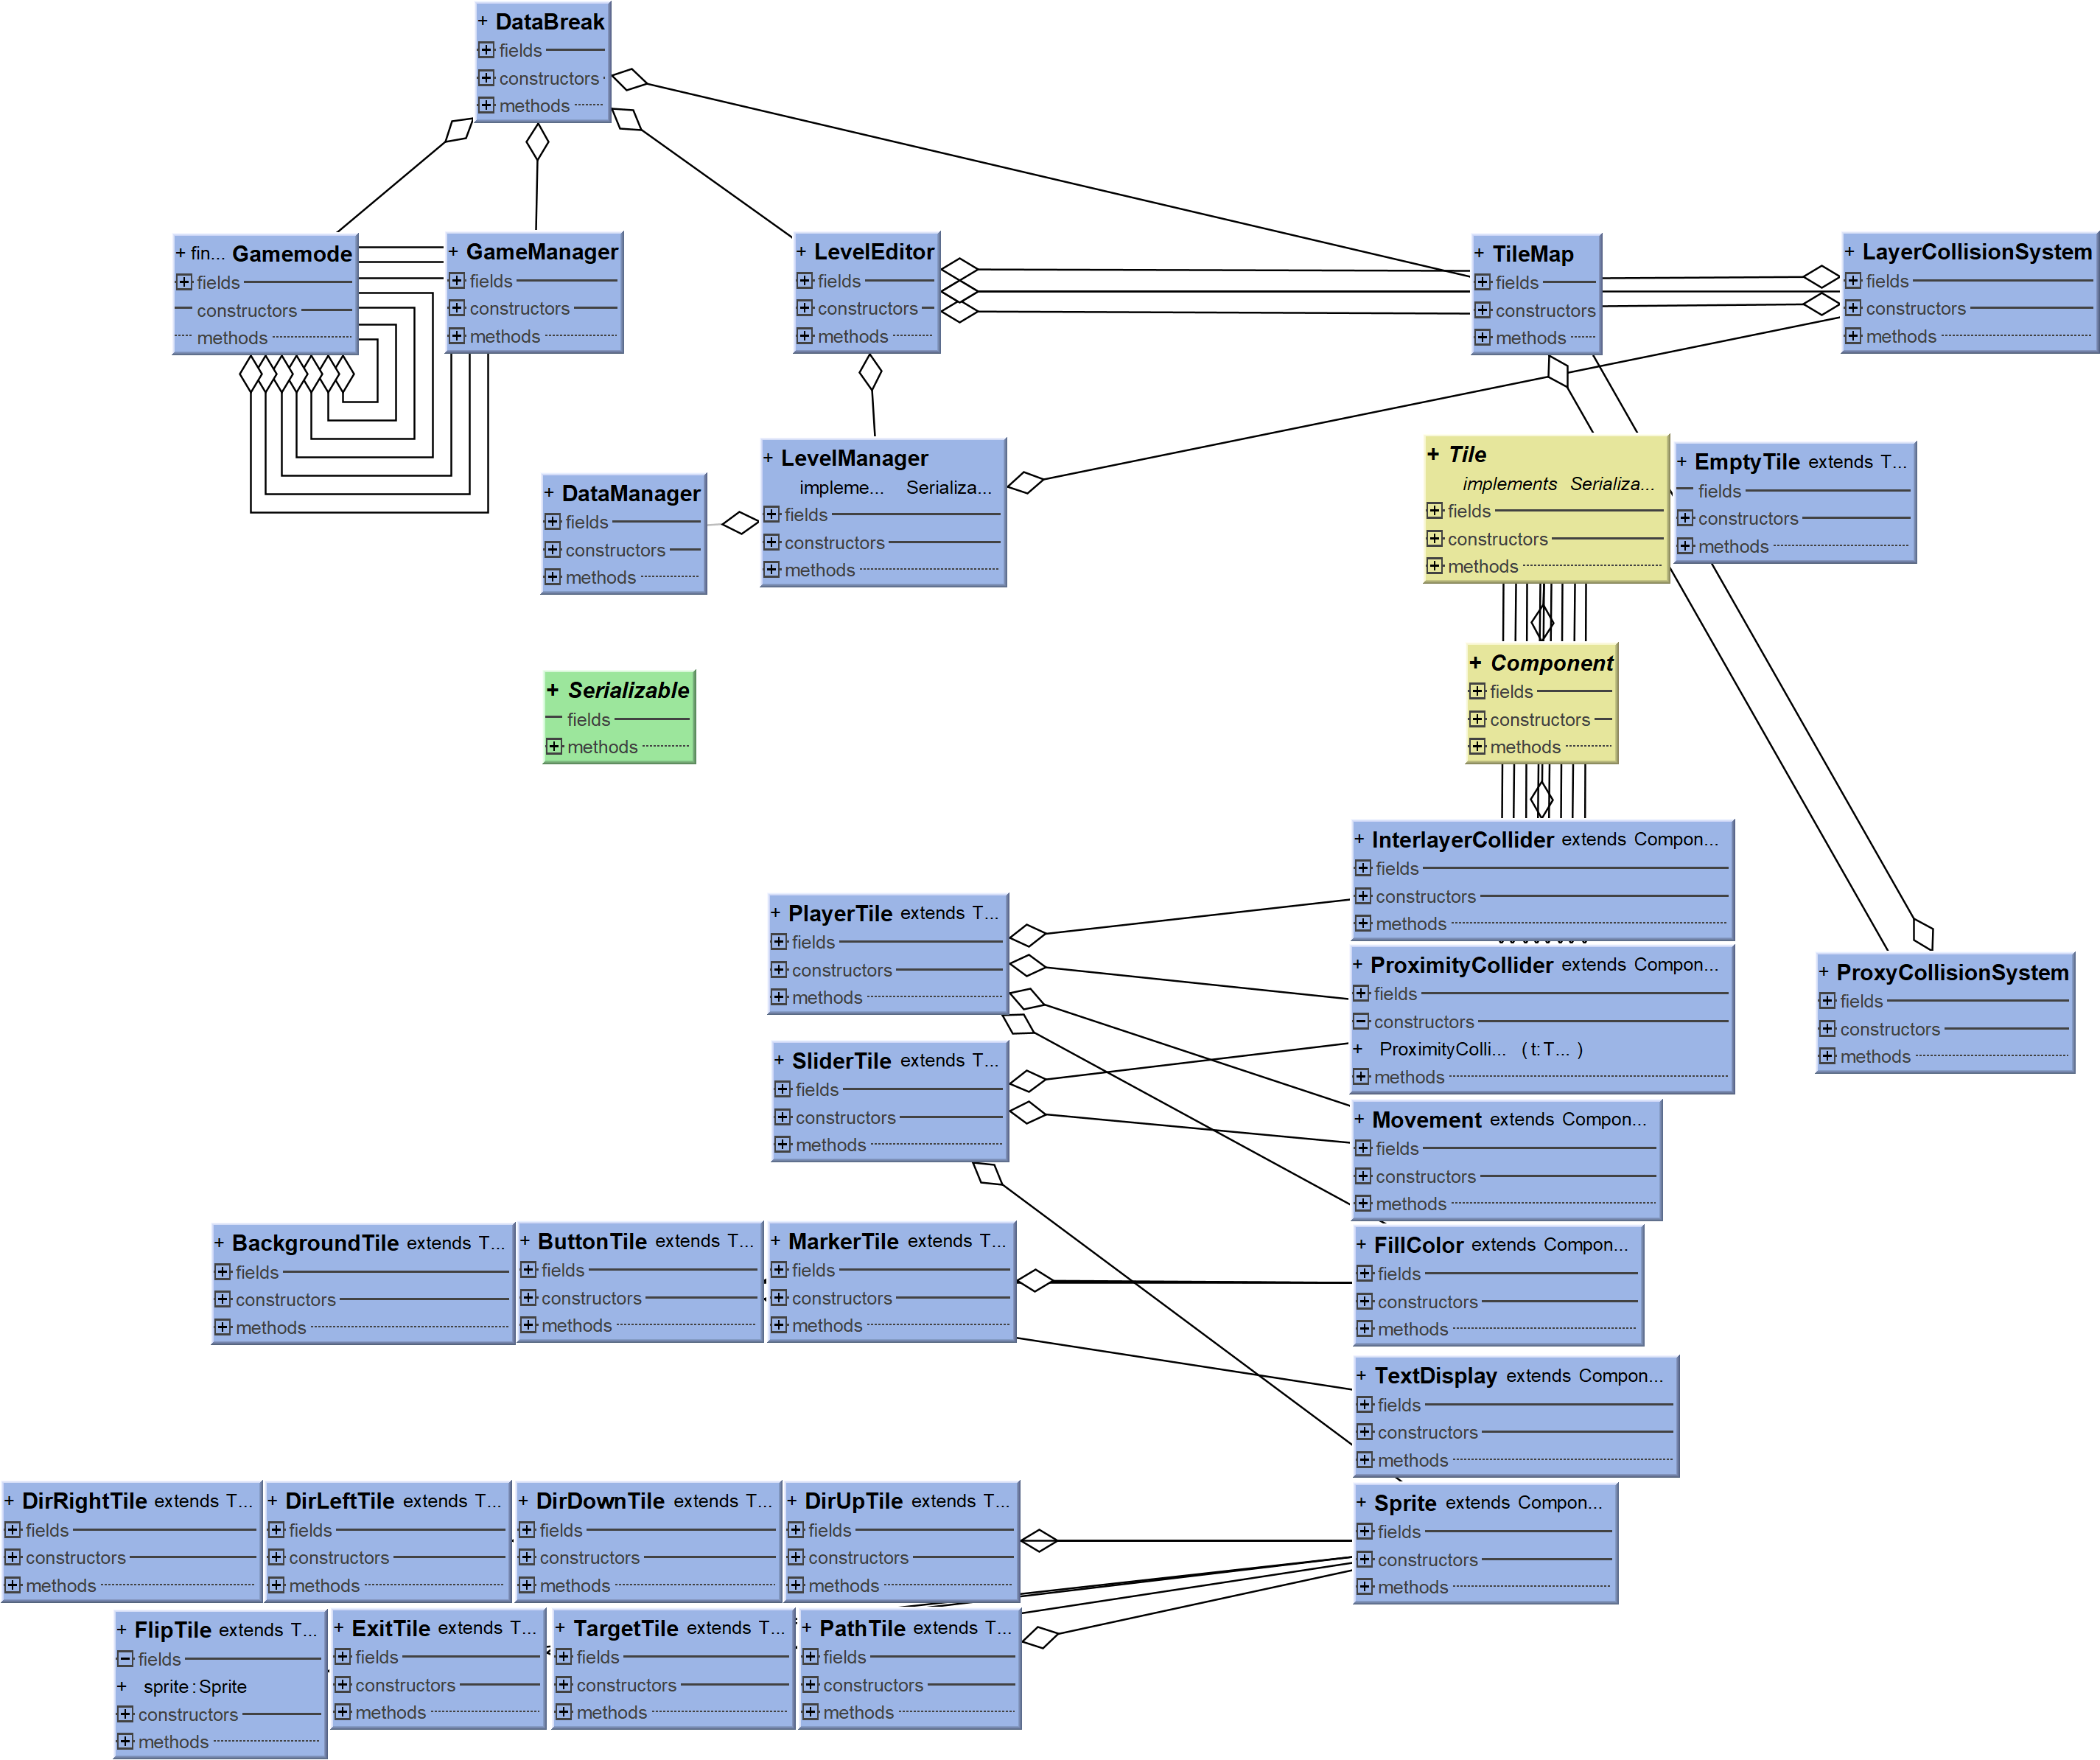 + DataBreak
fields
constructors
methods
+ fin... Gamemode
fields
constructors
methods
+ GameManager
fields
constructors
methods
+ LevelEditor
fields
constructors
methods
+ TileMap
fields
constructors
methods
+ LayerCollisionSystem
fields
constructors
methods
+ DataManager
fields
constructors
methods
+ LevelManager
impleme... Serializa...
fields
constructors
methods
+ Tile
implements Serializa...
fields
constructors
methods
+ EmptyTile extends T...
fields
constructors
methods
+ Serializable
fields
methods
+ Component
fields
constructors
methods
+ InterlayerCollider extends Compon...
fields
constructors
methods
+ PlayerTile extends T...
fields
constructors
methods
+ ProximityCollider extends Compon...
fields
constructors
+ ProximityColli... ( t:T... )
methods
+ ProxyCollisionSystem
fields
constructors
methods
+ SliderTile extends T...
fields
constructors
methods
+ Movement extends Compon...
fields
constructors
methods
+ BackgroundTile extends T...
fields
constructors
methods
+ ButtonTile extends T...
fields
constructors
methods
+ MarkerTile extends T...
fields
constructors
methods
+ FillColor extends Compon...
fields
constructors
methods
+ TextDisplay extends Compon...
fields
constructors
methods
+ DirRightTile extends T...
fields
constructors
methods
+ DirLeftTile extends T...
fields
constructors
methods
+ DirDownTile extends T...
fields
constructors
methods
+ DirUpTile extends T...
fields
constructors
methods
+ Sprite extends Compon...
fields
constructors
methods
+ FlipTile extends T...
fields
+ sprite:Sprite
constructors
methods
+ ExitTile extends T...
fields
constructors
methods
+ TargetTile extends T...
fields
constructors
methods
+ PathTile extends T...
fields
constructors
methods